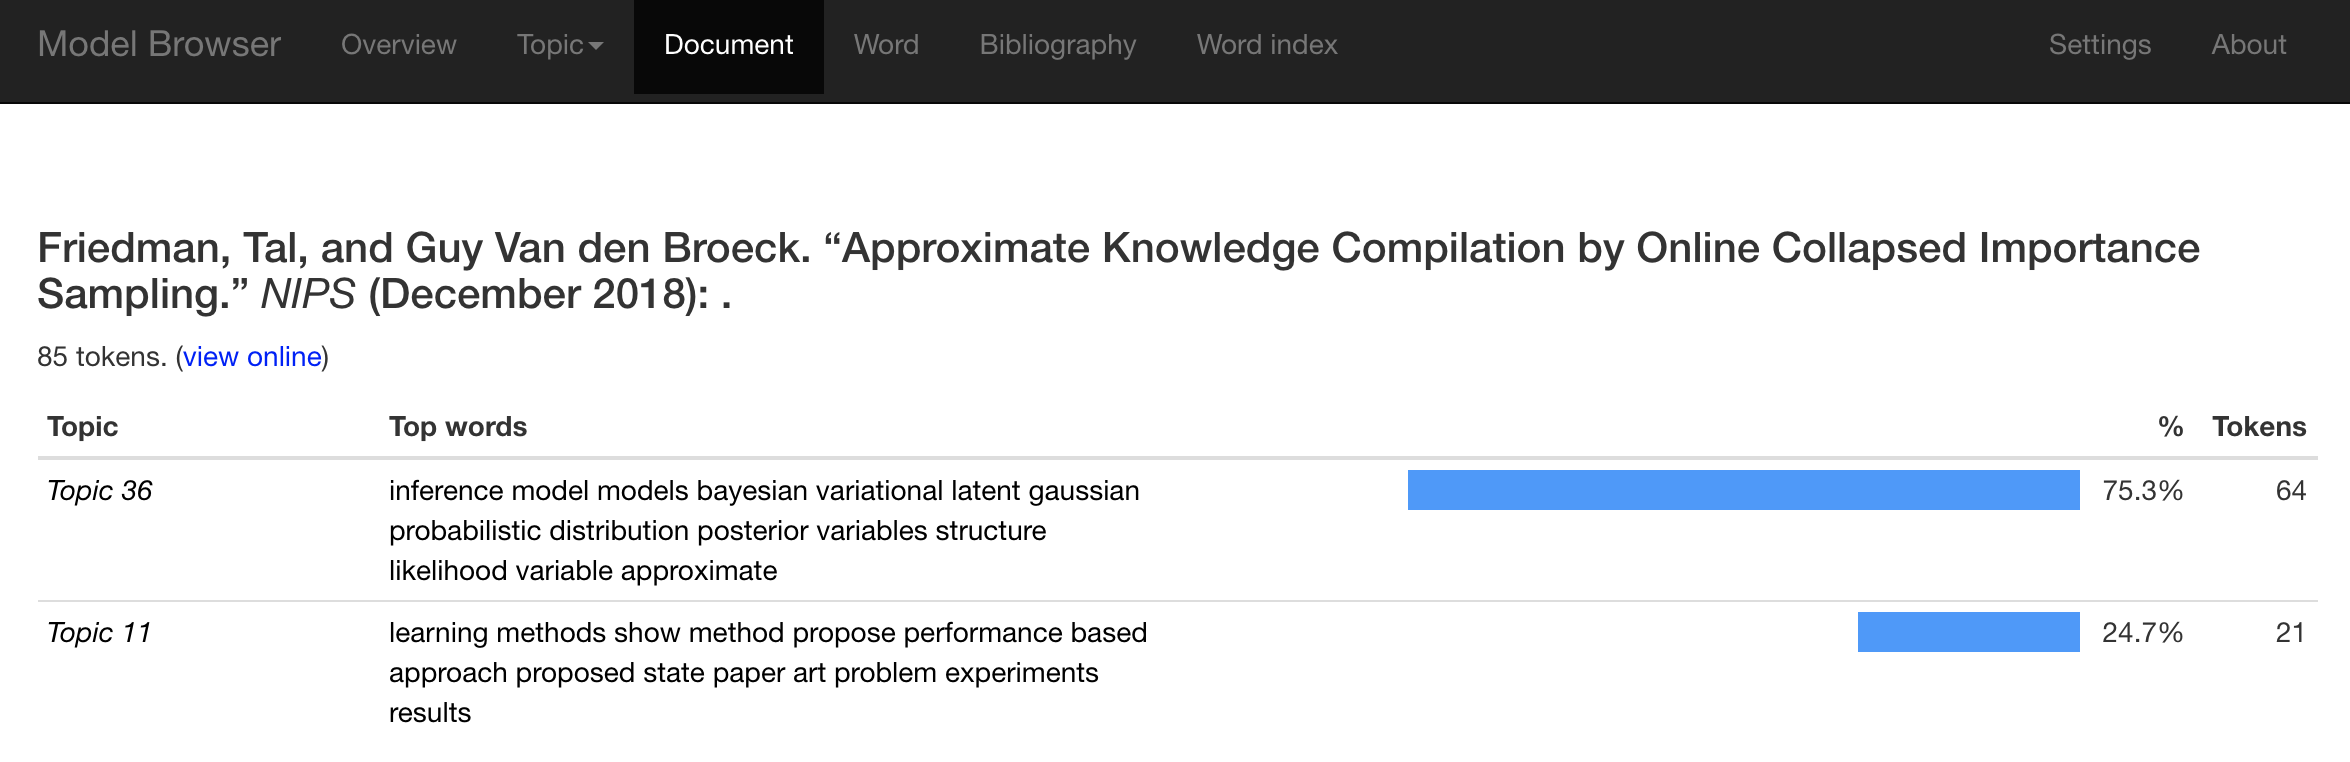 Model Browser Overview Topic Document Word Bibliography Word index Settings About
Friedman, Tal, and Guy Van den Broeck. “Approximate Knowledge Compilation by Online Collapsed Importance
Sampling.” NIPS (December 2018): .
85 tokens. (view online)
Topic Top words % Tokens
Topic 36 inference model models bayesian variational latent gaussian 75.3% 64
probabilistic distribution posterior variables structure
likelihood variable approximate
Topic 11 learning methods show method propose performance based 24.7% 21
approach proposed state paper art problem experiments
results